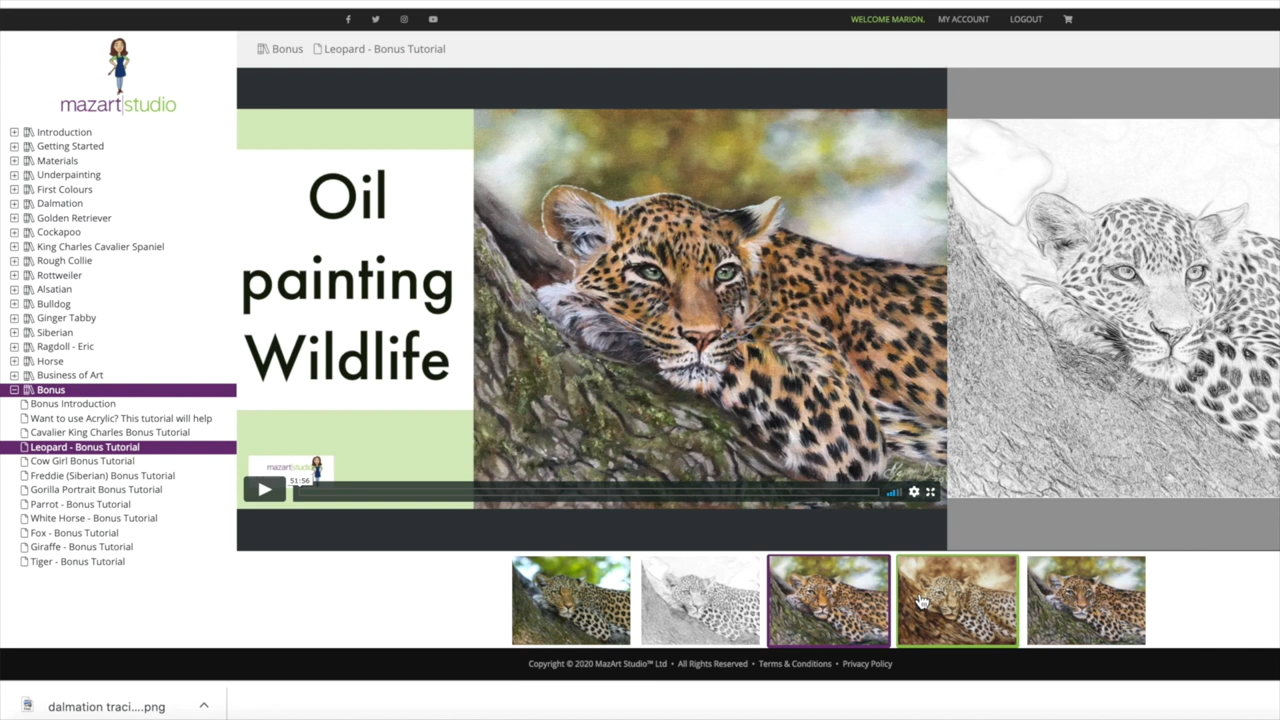 WELCOME MARION.
MY ACCOUNT
LOGOUT
mazart|studio
Bonus
Leopard - Bonus Tutorial
Introduction
Getting Started
Materials
Underpainting
First Colours
Dalmation
Golden Retriever
Cockapoo
King Charles Cavalier Spaniel
Rough Collie
Rottweiler
Alsatian
Bulldog
Ginger Tabby
Siberian
Ragdoll - Eric
Horse
Business of Art
Bonus
Bonus Introduction
Want to use Acrylic? This tutorial will help
Cavalier King Charles Bonus Tutorial
Leopard - Bonus Tutorial
Cow Girl Bonus Tutorial
Freddie (Siberian) Bonus Tutorial
Gorilla Portrait Bonus Tutorial
Parrot - Bonus Tutorial
White Horse - Bonus Tutorial
Fox - Bonus Tutorial
Giraffe - Bonus Tutorial
Tiger - Bonus Tutorial
Oil
painting
Wildlife
mazartstudio
51:56
Copyright © 2020 MazArt Studio™ Ltd • All Rights Reserved • Terms & Conditions • Privacy Policy
dalmation traci....png